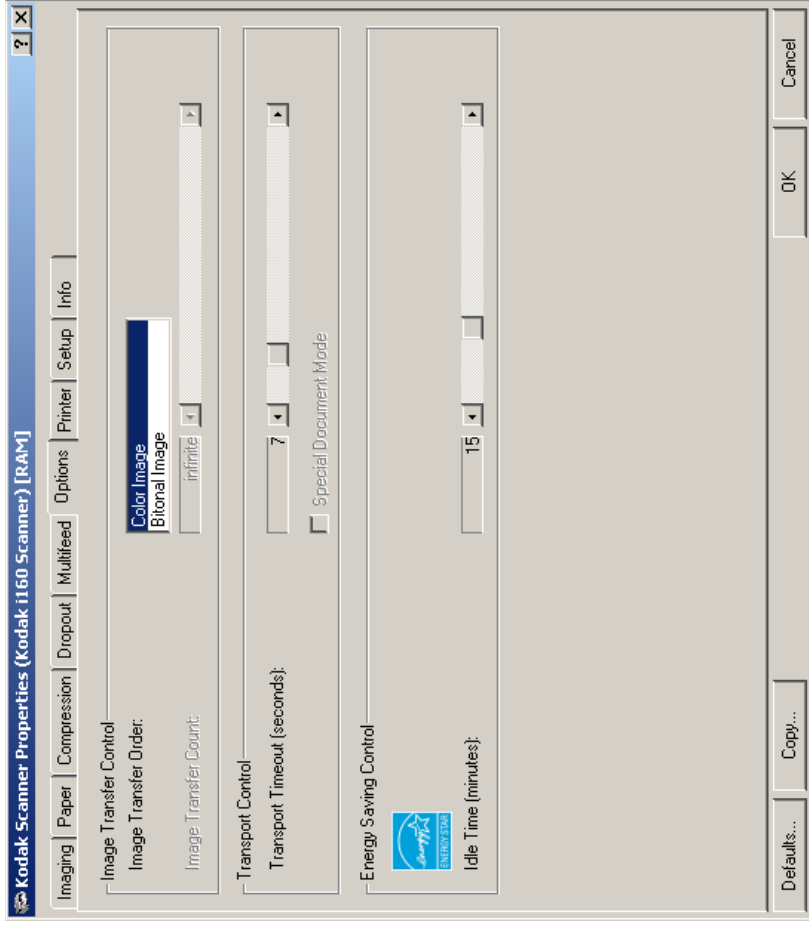 Kodak Scanner Properties (Kodak i160 Scanner) [RAM]
Imaging Paper Compression Dropout Multifeed Options Printer Setup Info
Image Transfer Control
Image Transfer Order:
Color Image
Bitonal Image
Image Transfer Count:
infinite
Transport Control
Transport Timeout (seconds):
7
Special Document Mode
Energy Saving Control
energy
ENERGY STAR
Idle Time (minutes):
15
Defaults... Copy... OK Cancel